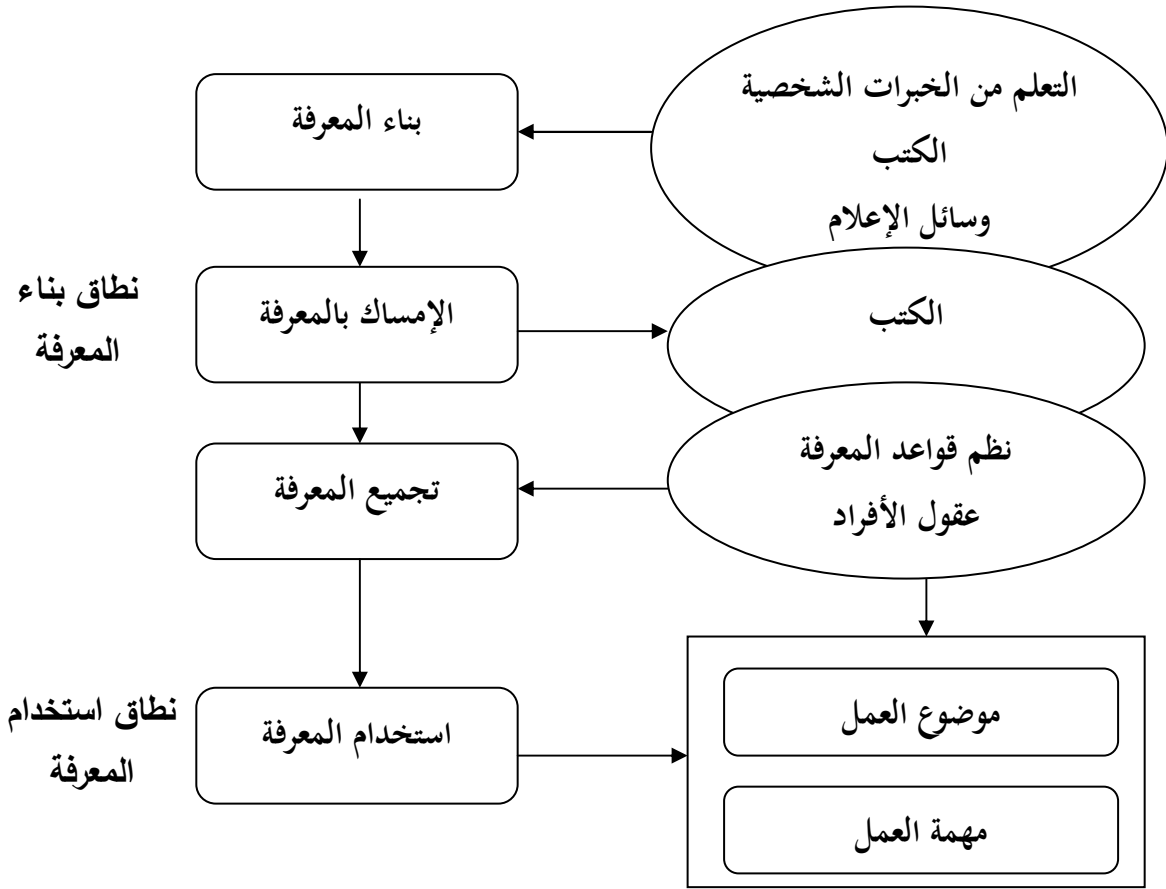 التعلم من الخبرات الشخصية
الكتب
وسائل الإعلام
بناء المعرفة
نطاق بناء
المعرفة
الإمساك بالمعرفة
الكتب
تجميع المعرفة
نظم قواعد المعرفة
عقول الأفراد
نطاق استخدام
المعرفة
استخدام المعرفة
موضوع العمل
مهمة العمل